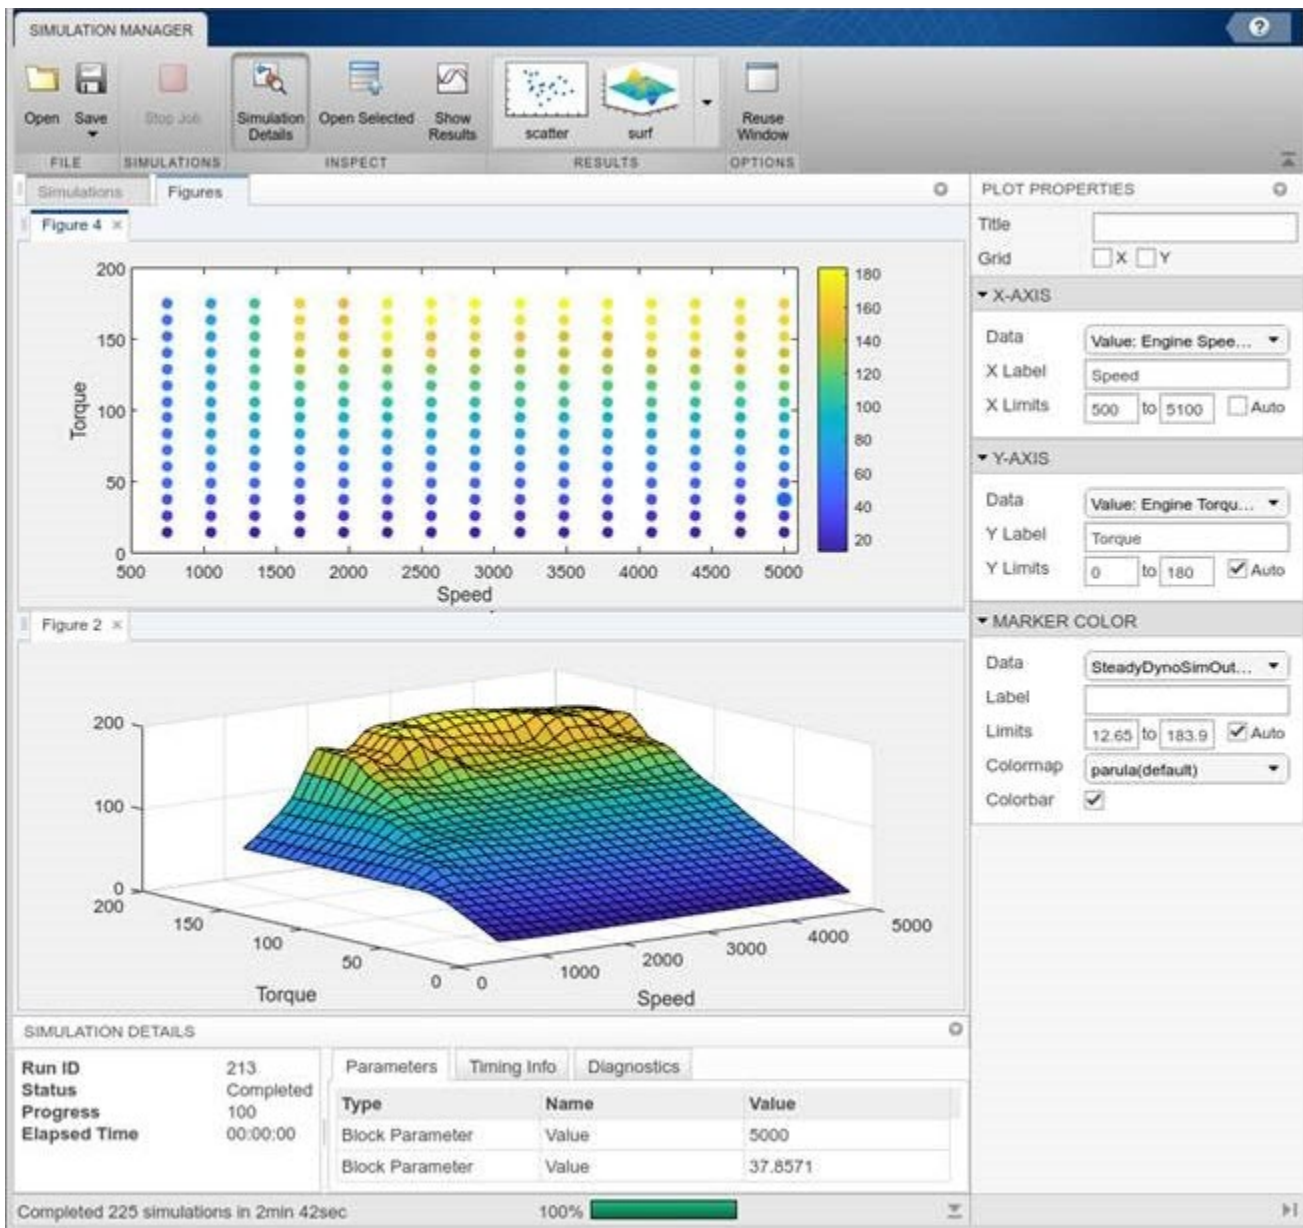 SIMULATION MANAGER
?
Open Save Stop Job Simulation Details Open Selected Show Results scatter surf Reuse Window
FILE SIMULATIONS INSPECT RESULTS OPTIONS
Simulations Figures
Figure 4 ×
200
150
100
50
0
Torque
500 1000 1500 2000 2500 3000 3500 4000 4500 5000
Speed
180
160
140
120
100
80
60
40
20
Figure 2 ×
200
100
0
200 150 100 50 0
Torque
0 1000 2000 3000 4000 5000
Speed
PLOT PROPERTIES
Title
Grid X Y
X-AXIS
Data Value: Engine Spee...
X Label Speed
X Limits 500 to 5100 Auto
Y-AXIS
Data Value: Engine Torqu...
Y Label Torque
Y Limits 0 to 180 Auto
MARKER COLOR
Data SteadyDynoSimOut...
Label
Limits 12.65 to 183.9 Auto
Colormap parula(default)
Colorbar
SIMULATION DETAILS
Run ID 213
Status Completed
Progress 100
Elapsed Time 00:00:00
Parameters Timing Info Diagnostics
Type Name Value
Block Parameter Value 5000
Block Parameter Value 37.8571
Completed 225 simulations in 2min 42sec 100%